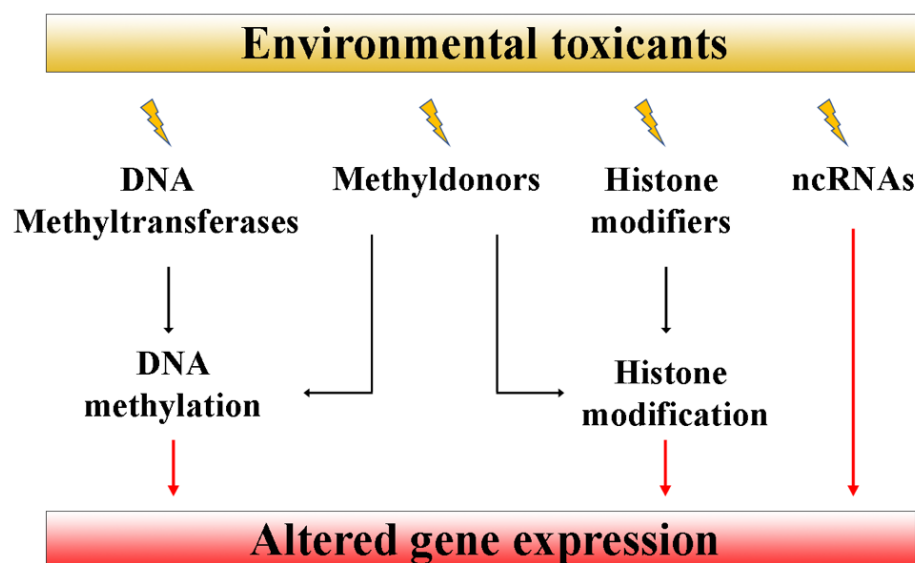 Environmental toxicants
DNA
Methyltransferases
Methyldonors
Histone
modifiers
ncRNAs
DNA
methylation
Histone
modification
Altered gene expression